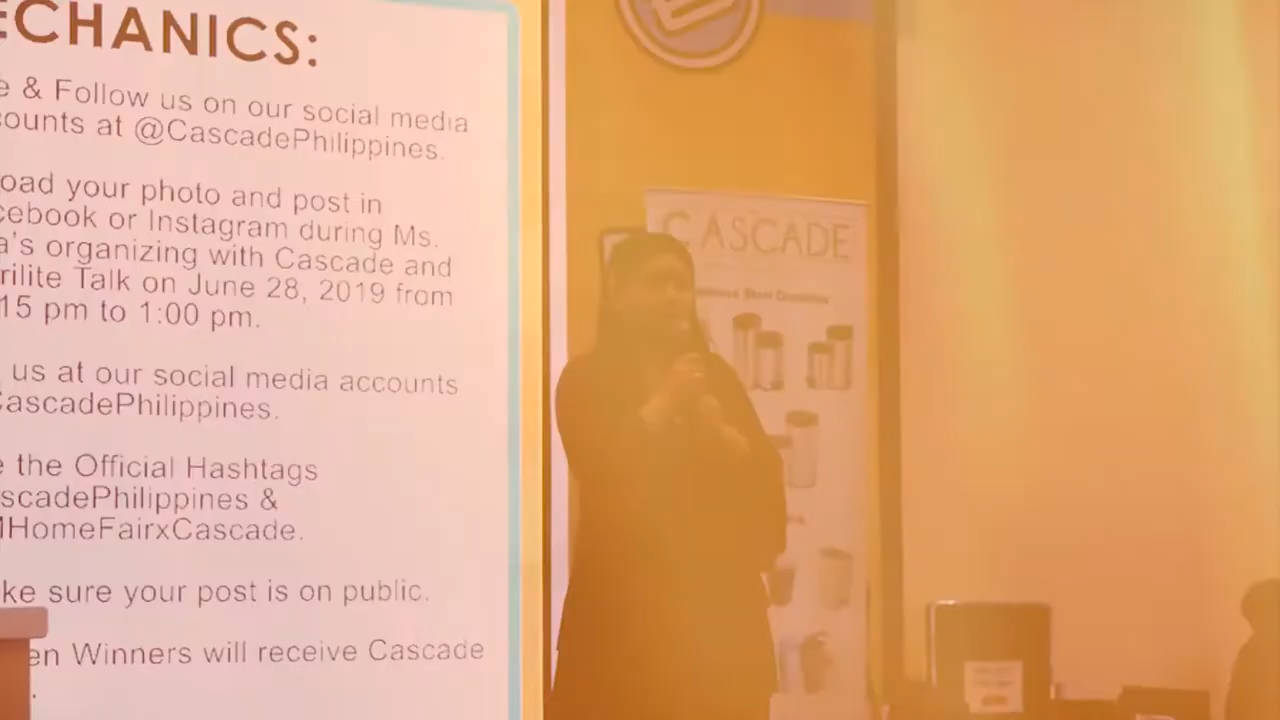 ECHANICS:
e & Follow us on our social media
ounts at @CascadePhilippines.
oad your photo and post in
cebook or Instagram during Ms.
a's organizing with Cascade and
rilite Talk on June 28, 2019 from
15 pm to 1:00 pm.
us at our social media accounts
CascadePhilippines.
e the Official Hashtags
scadePhilippines &
MHomeFairxCascade.
ke sure your post is on public.
en Winners will receive Cascade
.
CASCADE